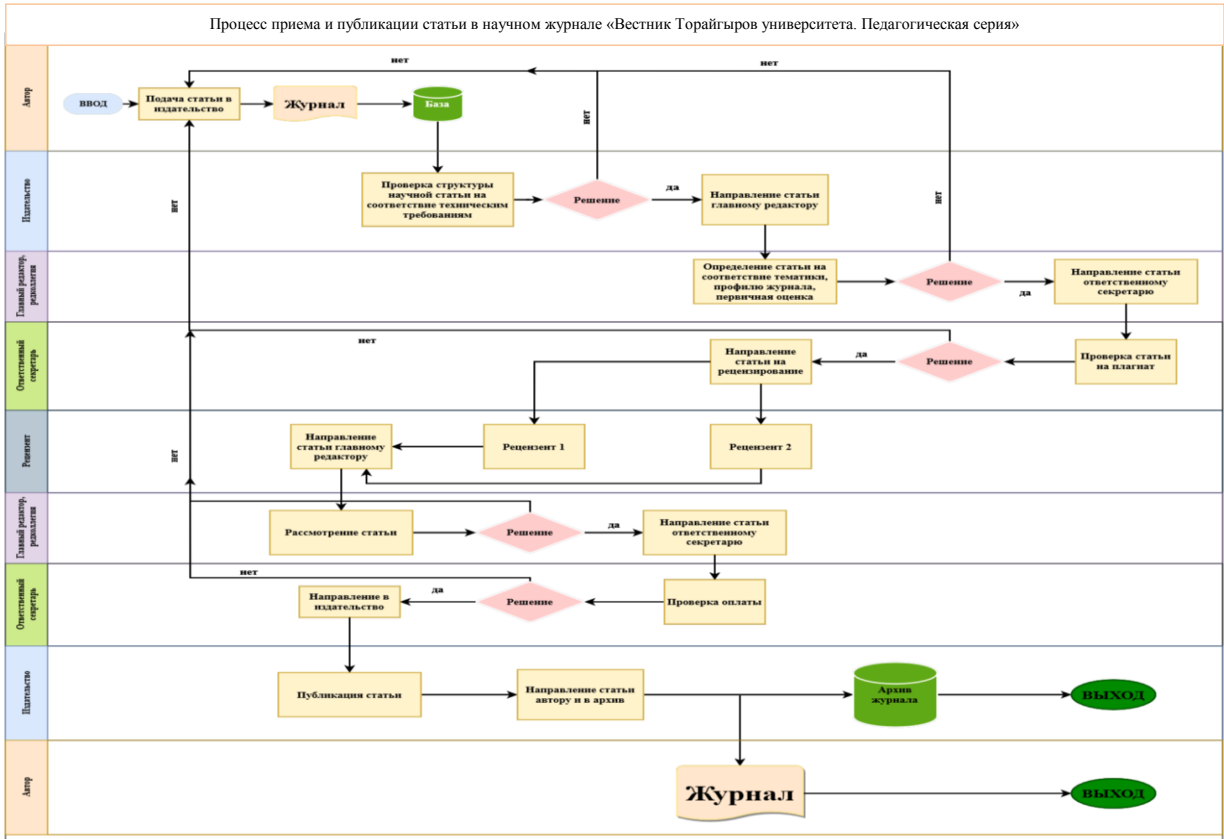 Процесс приема и публикации статьи в научном журнале «Вестник Торайгыров университета. Педагогическая серия»
Автор
нет
нет
ВВОД
Подача статьи в
издательство
Журнал
База
нет
нет
нет
Издательство
Проверка структуры
научной статьи на
соответствие техническим
требованиям
Решение
да
Направление статьи
главному редактору
Главный редактор,
редколлегия
Определение статьи на
соответствие тематики,
профилю журнала,
первичная оценка
Решение
да
Направление статьи
ответственному
секретарю
Ответственный
секретарь
нет
Направление
статьи на
рецензирование
да
Решение
Проверка статьи
на плагиат
Рецензент
нет
Направление
статьи главному
редактору
Рецензент 1
Рецензент 2
Главный редактор,
редколлегия
Рассмотрение статьи
Решение
да
Направление статьи
ответственному
секретарю
Ответственный
секретарь
нет
Направление в
издательство
да
Решение
Проверка оплаты
Издательство
Публикация статьи
Направление статьи
автору и в архив
Архив
журнала
ВЫХОД
Автор
Журнал
ВЫХОД